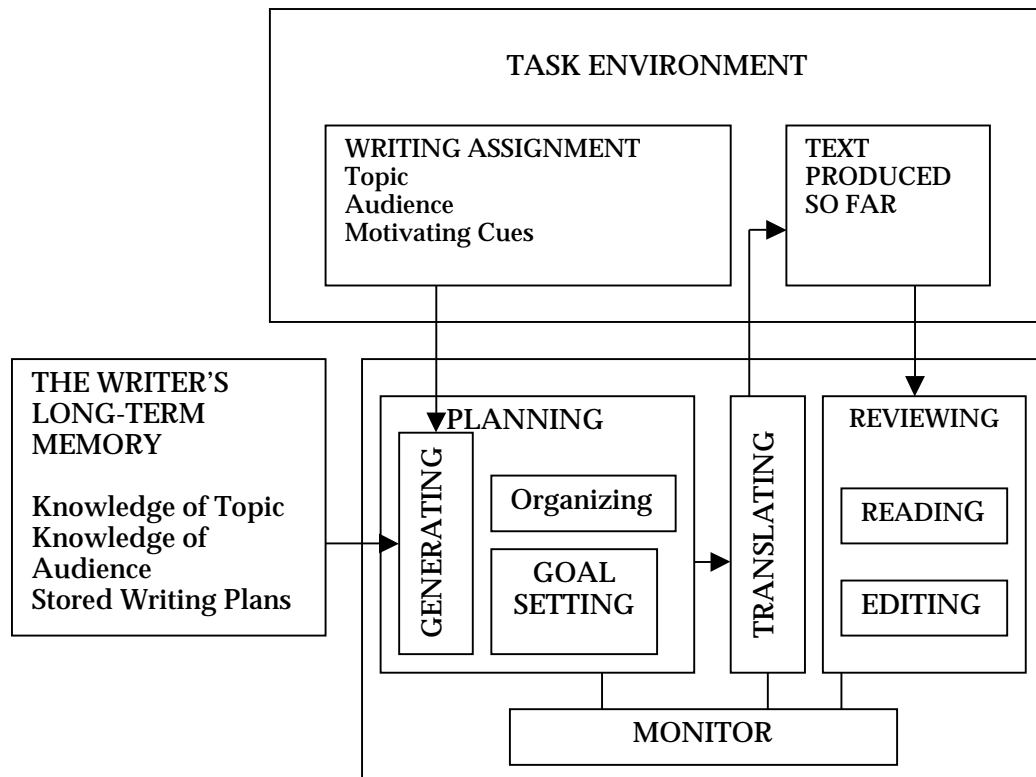 TASK ENVIRONMENT
WRITING ASSIGNMENT
Topic
Audience
Motivating Cues
TEXT
PRODUCED
SO FAR
THE WRITER'S
LONG-TERM
MEMORY
Knowledge of Topic
Knowledge of
Audience
Stored Writing Plans
PLANNING
GENERATING
Organizing
GOAL
SETTING
TRANSLATING
REVIEWING
READING
EDITING
MONITOR